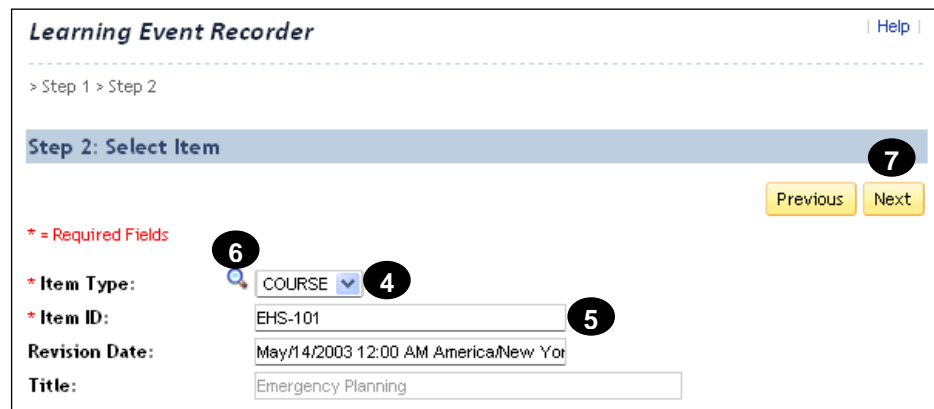 Learning Event Recorder | Help |
> Step 1 > Step 2
Step 2: Select Item
7
Previous Next
* = Required Fields
6
* Item Type: COURSE 4
* Item ID: EHS-101 5
Revision Date: May/14/2003 12:00 AM America/New Yor
Title: Emergency Planning